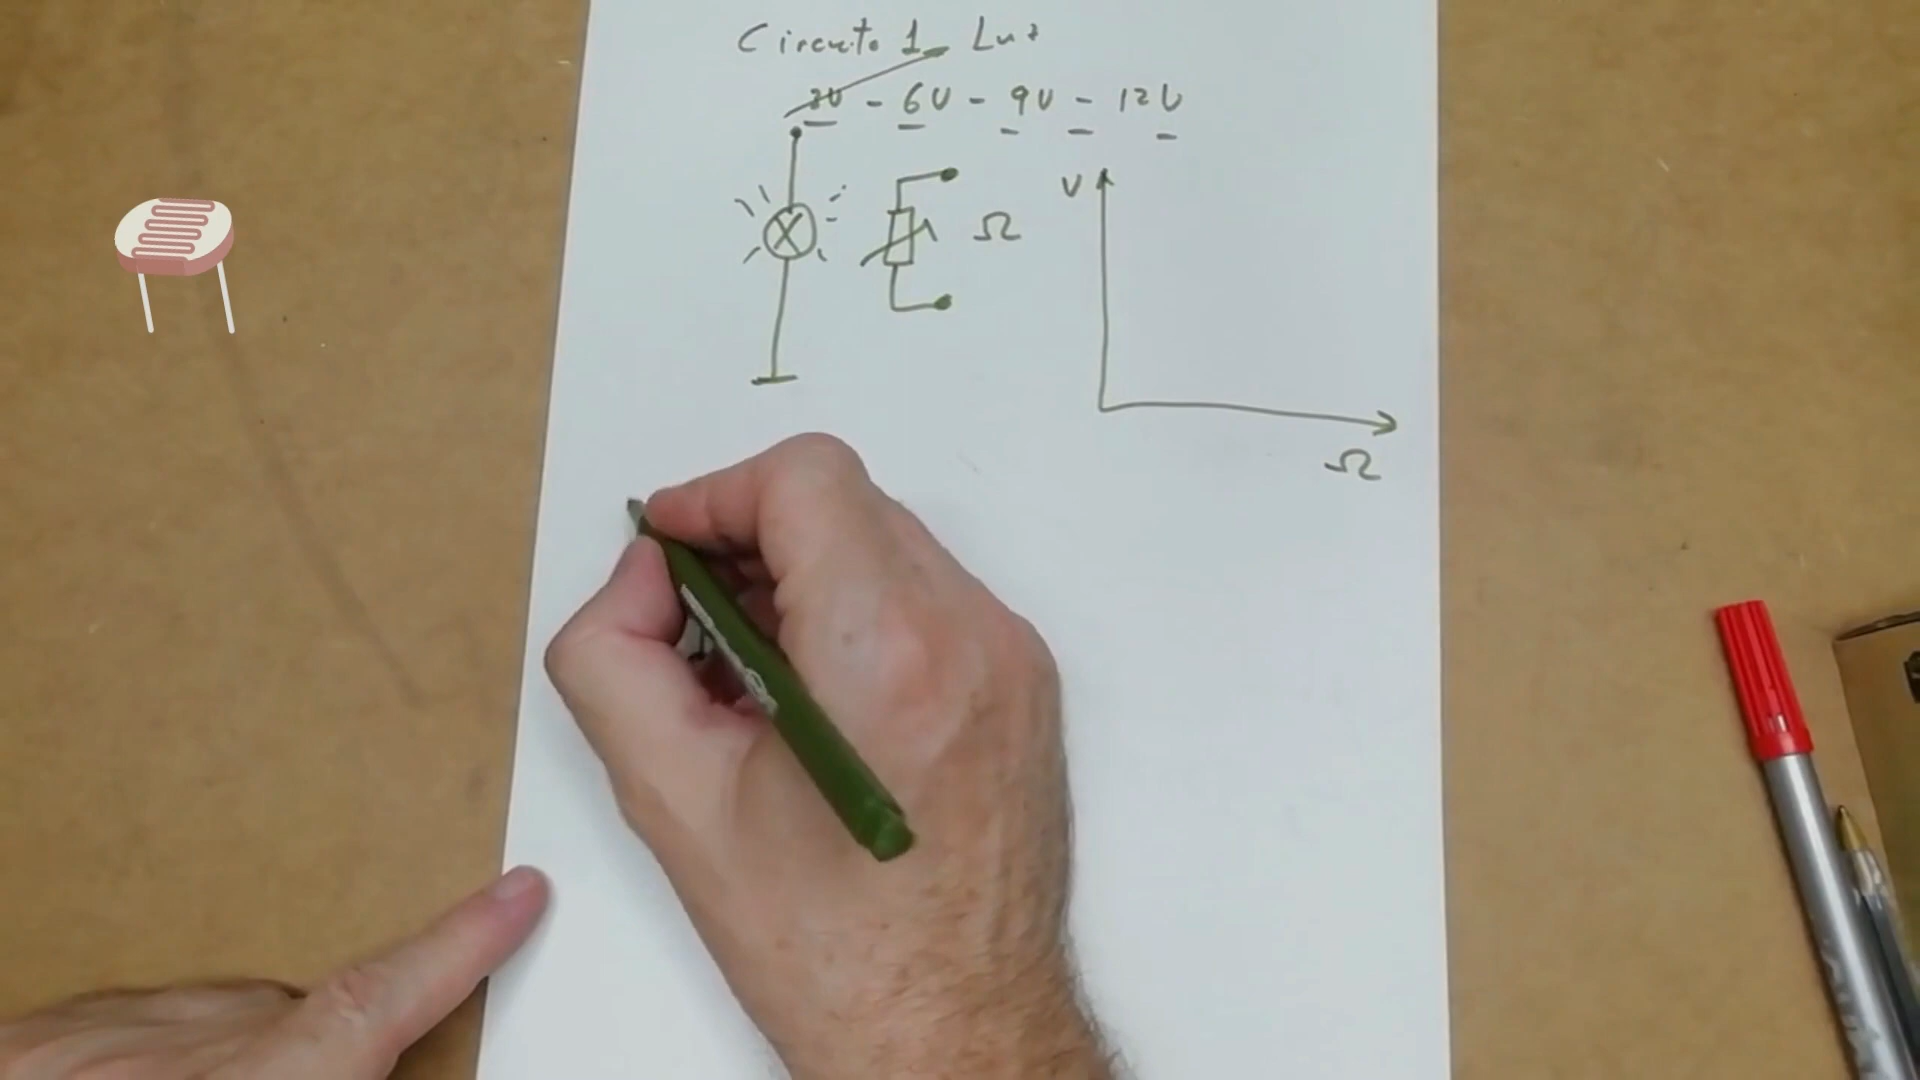 Circuito 1 Luz
3V - 6V - 9V - 12V
Ω
V
Ω